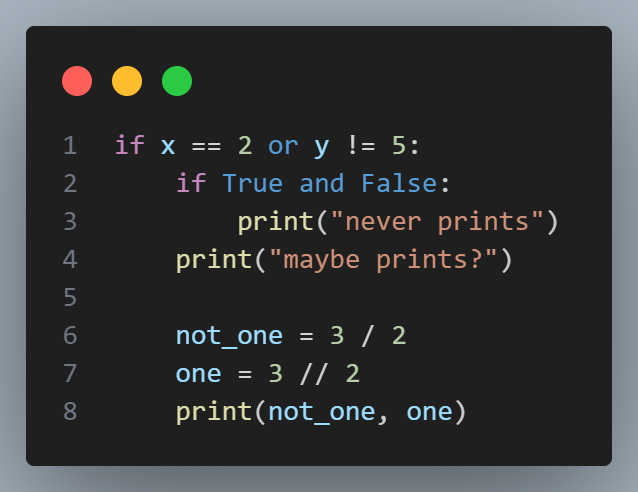 1 if x == 2 or y != 5:
2     if True and False:
3         print("never prints")
4     print("maybe prints?")
5
6     not_one = 3 / 2
7     one = 3 // 2
8     print(not_one, one)